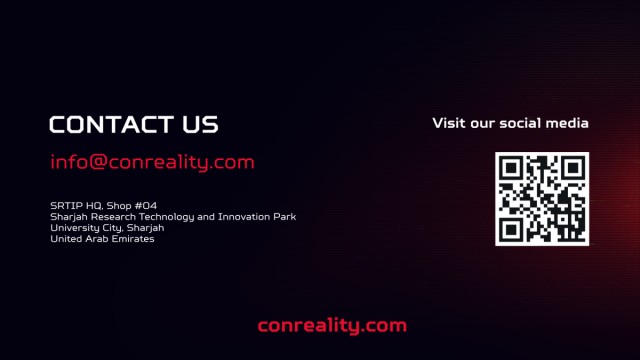 CONTACT US
info@conreality.com
SRTIP HQ, Shop #04
Sharjah Research Technology and Innovation Park
University City, Sharjah
United Arab Emirates
Visit our social media
conreality.com